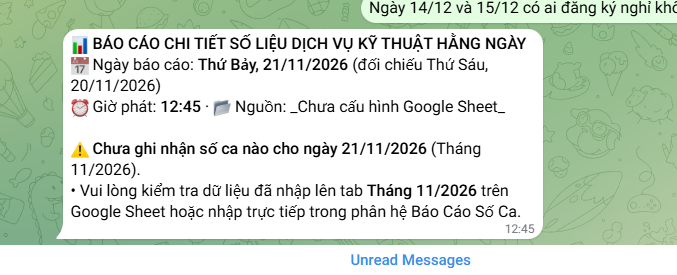 Ngày 14/12 và 15/12 có ai đăng ký nghỉ
📊 BÁO CÁO CHI TIẾT SỐ LIỆU DỊCH VỤ KỸ THUẬT HẰNG NGÀY
📅 Ngày báo cáo: Thứ Bảy, 21/11/2026 (đối chiếu Thứ Sáu,
20/11/2026)
⏰ Giờ phát: 12:45 · 📂 Nguồn: _Chưa cấu hình Google Sheet_
⚠️ Chưa ghi nhận số ca nào cho ngày 21/11/2026 (Tháng
11/2026).
• Vui lòng kiểm tra dữ liệu đã nhập lên tab Tháng 11/2026 trên
Google Sheet hoặc nhập trực tiếp trong phân hệ Báo Cáo Số Ca.
12:45
Unread Messages